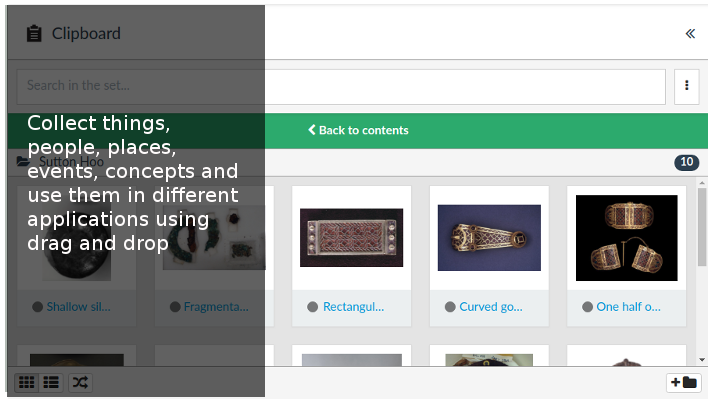 Clipboard
Search in the set...
Back to contents
Sutton Hoo
10
Collect things,
people, places,
events, concepts and
use them in different
applications using
drag and drop
Shallow sil...
Fragmenta...
Rectangul...
Curved go...
One half o...